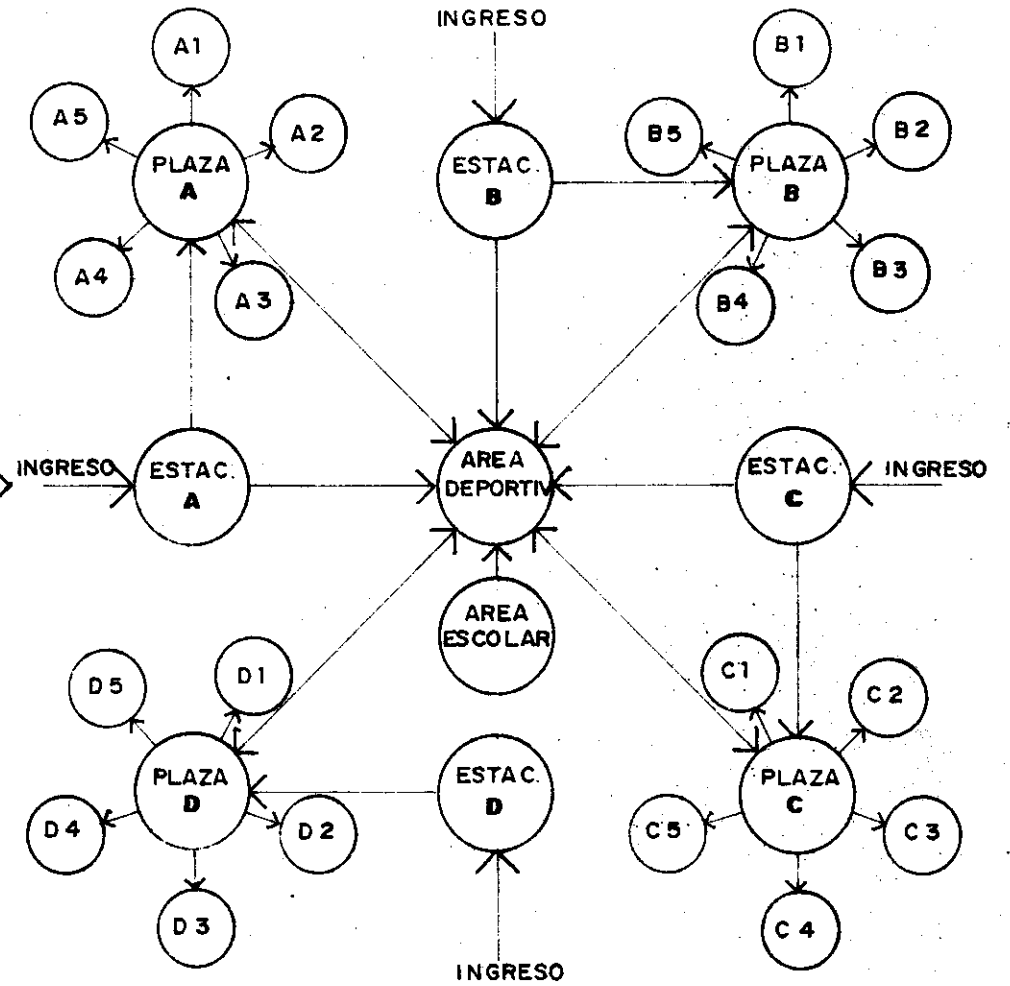 INGRESO
A1
A5
A2
PLAZA
A
A4
A3
ESTAC.
B
B1
B5
B2
PLAZA
B
B3
B4
INGRESO
ESTAC.
A
AREA
DEPORTIV
ESTAC.
C
INGRESO
AREA
ESCOLAR
D5
D1
PLAZA
D
D4
D2
D3
ESTAC.
D
INGRESO
C1
C2
PLAZA
C
C5
C3
C4